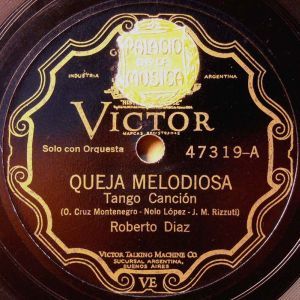 PALACIO
DE LA
MUSICA
INDUSTRIA ARGENTINA
VICTOR
MARCAS REGISTRADAS
Solo con Orquesta 47319-A
QUEJA MELODIOSA
Tango Canción
(O. Cruz Montenegro - Nolo López - J. M. Rizzuti)
Roberto Diaz
VICTOR TALKING MACHINE CO
SUCURSAL ARGENTINA,
BUENOS AIRES
VE